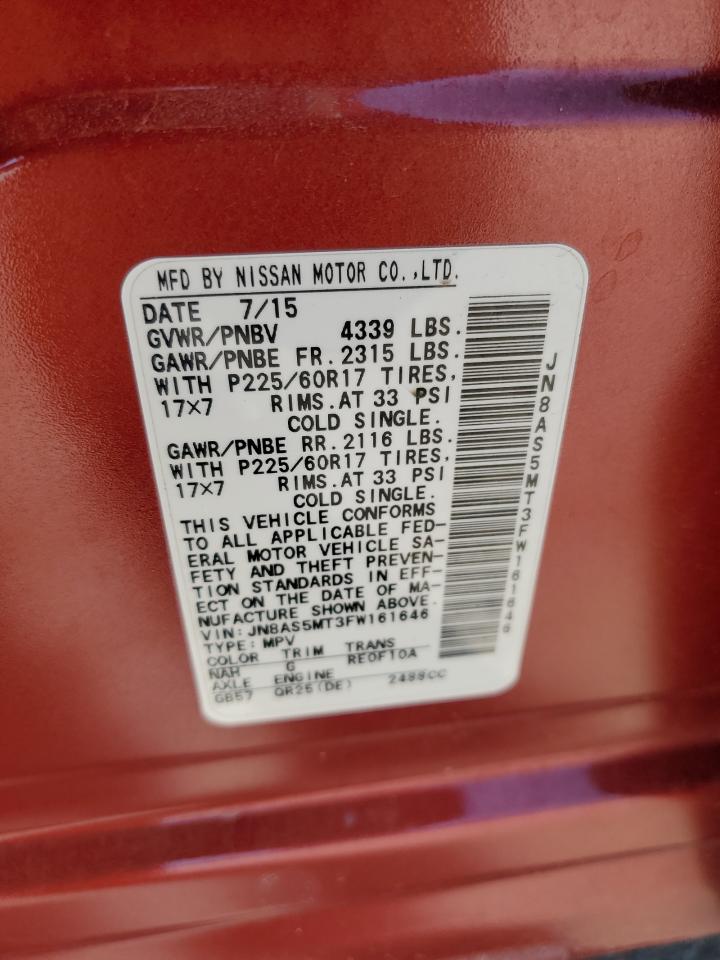 MFD BY NISSAN MOTOR CO.,LTD.
DATE 7/15
GVWR/PNBV 4339 LBS.
GAWR/PNBE FR. 2315 LBS.
WITH P225/60R17 TIRES,
17×7 RIMS.AT 33 PSI
COLD SINGLE.
GAWR/PNBE RR. 2116 LBS.
WITH P225/60R17 TIRES,
17×7 RIMS.AT 33 PSI
COLD SINGLE.
THIS VEHICLE CONFORMS
TO ALL APPLICABLE FED-
ERAL MOTOR VEHICLE SA-
FETY AND THEFT PREVEN-
TION STANDARDS IN EFF-
ECT ON THE DATE OF MA-
NUFACTURE SHOWN ABOVE.
VIN: JN8AS5MT3FW161646
TYPE: MPV
COLOR TRIM TRANS
NAH G RE0F10A
AXLE ENGINE
GB57 QR25(DE) 2488CC
JN8AS5MT3FW161646